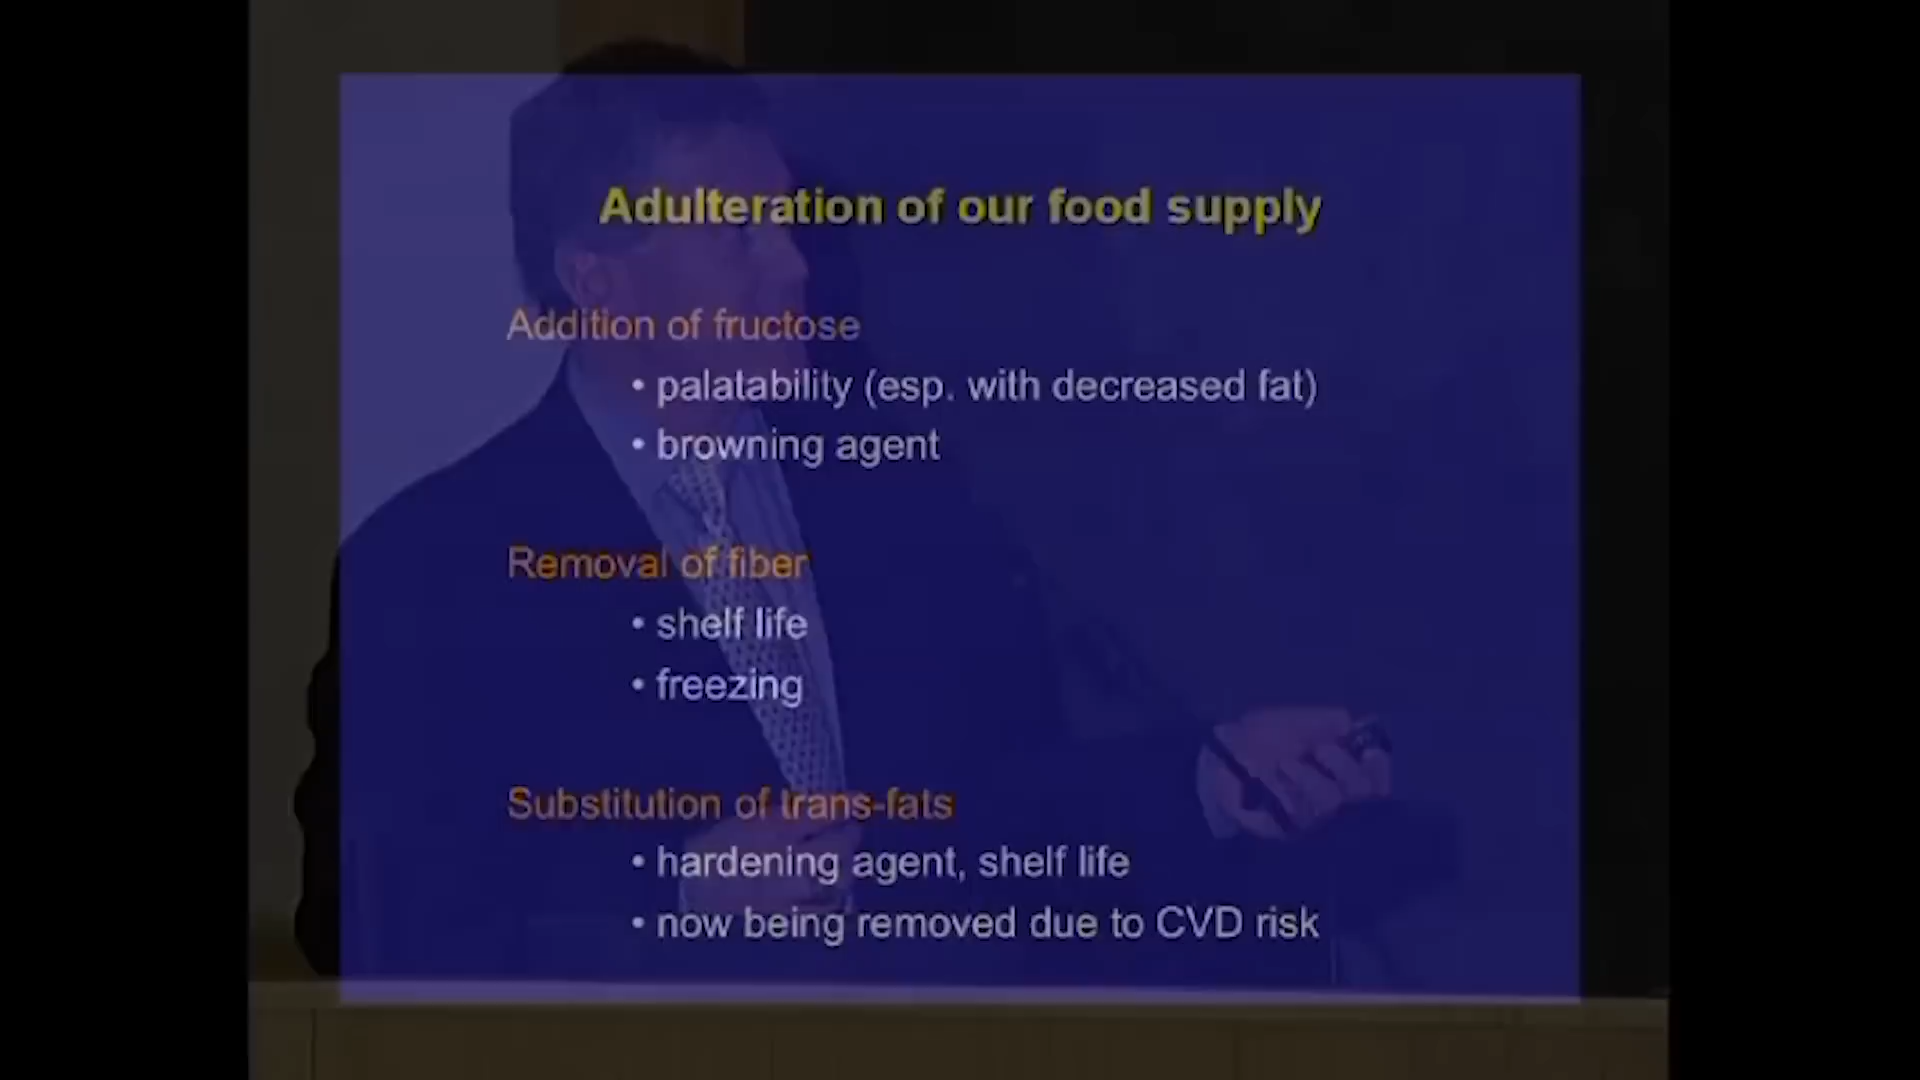 Adulteration of our food supply
Addition of fructose
• palatability (esp. with decreased fat)
• browning agent
Removal of fiber
• shelf life
• freezing
Substitution of trans-fats
• hardening agent, shelf life
• now being removed due to CVD risk